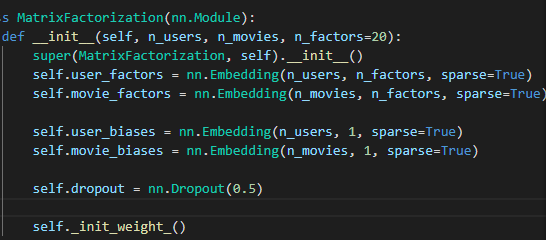 s MatrixFactorization(nn.Module):
def __init__(self, n_users, n_movies, n_factors=20):
super(MatrixFactorization, self).__init__()
self.user_factors = nn.Embedding(n_users, n_factors, sparse=True)
self.movie_factors = nn.Embedding(n_movies, n_factors, sparse=True)
self.user_biases = nn.Embedding(n_users, 1, sparse=True)
self.movie_biases = nn.Embedding(n_movies, 1, sparse=True)
self.dropout = nn.Dropout(0.5)
self._init_weight_()